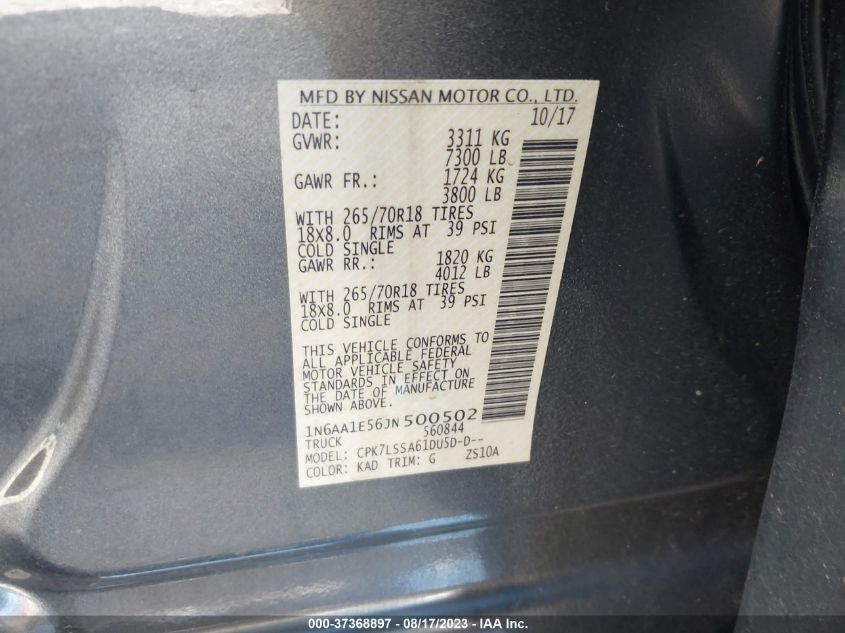 MFD BY NISSAN MOTOR CO., LTD.
DATE: 10/17
GVWR: 3311 KG
7300 LB
GAWR FR.: 1724 KG
3800 LB
WITH 265/70R18 TIRES
18X8.0 RIMS AT 39 PSI
COLD SINGLE
GAWR RR.: 1820 KG
4012 LB
WITH 265/70R18 TIRES
18X8.0 RIMS AT 39 PSI
COLD SINGLE
THIS VEHICLE CONFORMS TO
ALL APPLICABLE FEDERAL
MOTOR VEHICLE SAFETY
STANDARDS IN EFFECT ON
THE DATE OF MANUFACTURE
SHOWN ABOVE.
1N6AA1E56JN500502
TRUCK 560844
MODEL: CPK7LSSA61DU5D-D--
COLOR: KAD TRIM: G ZS10A
000-37368897 - 08/17/2023 - IAA Inc.